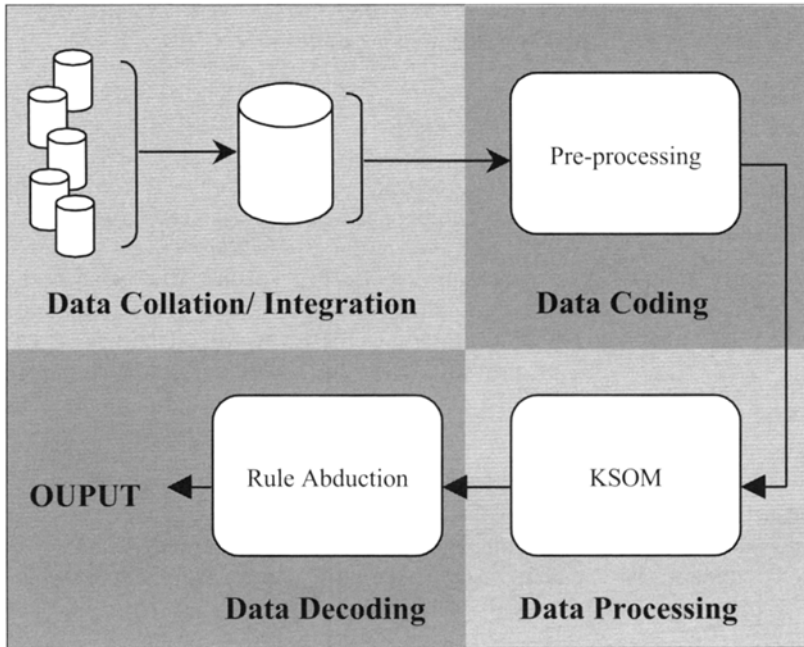 Pre-processing
Data Collation/ Integration
Data Coding
OUPUT
Rule Abduction
KSOM
Data Decoding
Data Processing